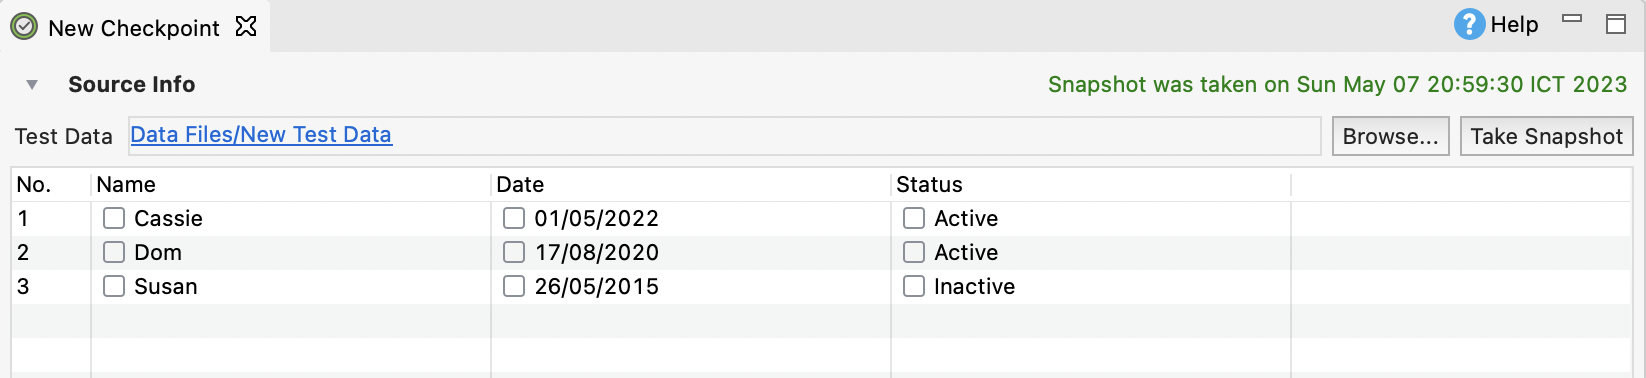 New Checkpoint
Help
Source Info
Snapshot was taken on Sun May 07 20:59:30 ICT 2023
Test Data Data Files/New Test Data Browse... Take Snapshot
No. Name Date Status
1 Cassie 01/05/2022 Active
2 Dom 17/08/2020 Active
3 Susan 26/05/2015 Inactive